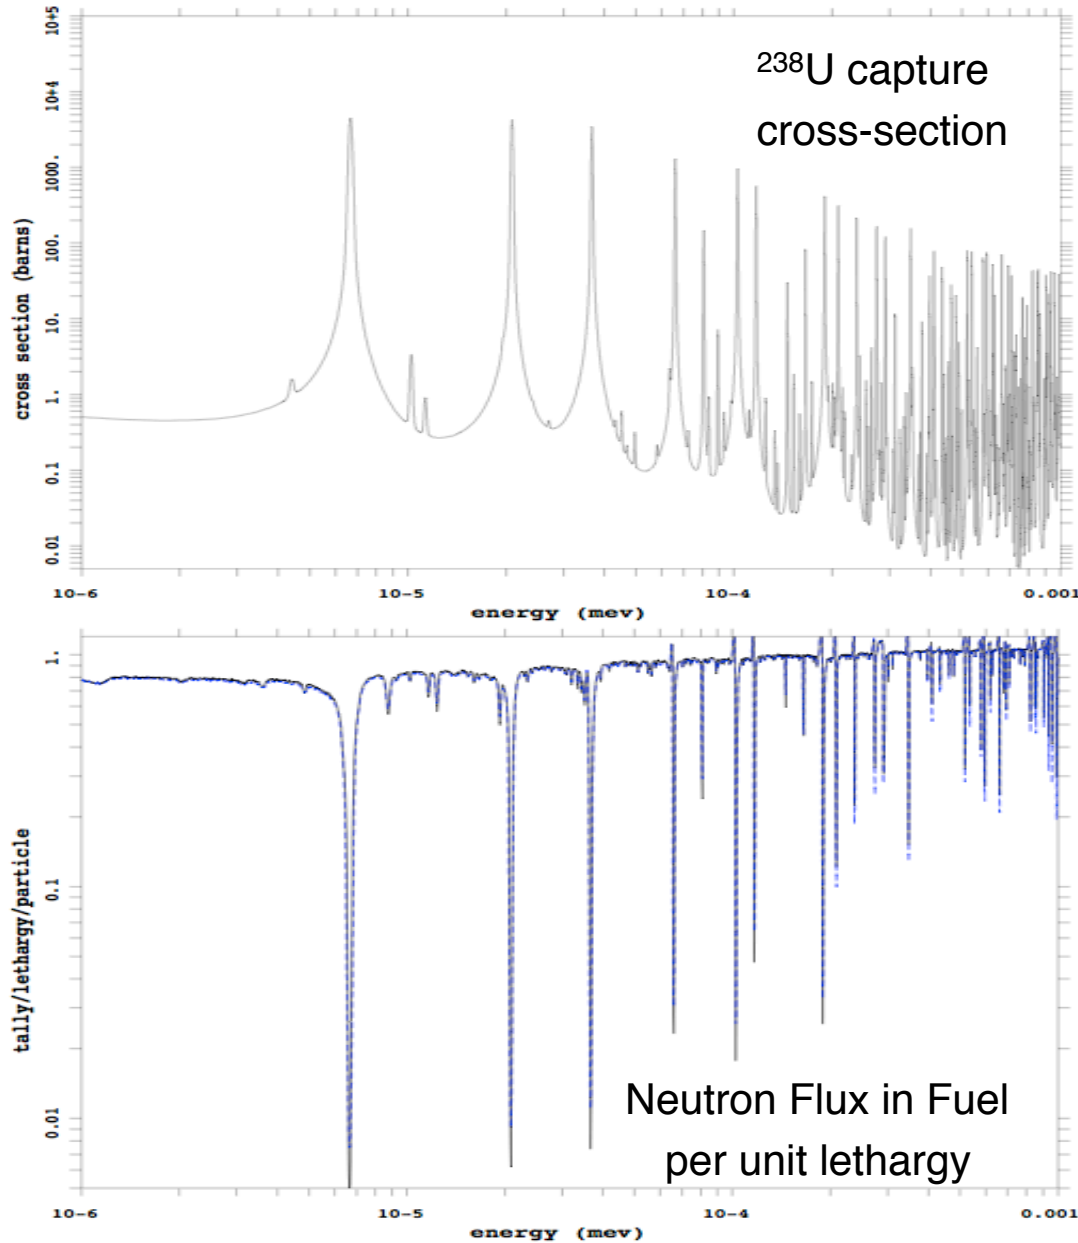 10+5
10+4
1000.
100.
10.
1.
0.1
0.01
cross section (barns)
²³⁸U capture
cross-section
10-6 10-5 10-4 0.001
energy (mev)
1.
0.1
0.01
tally/lethargy/particle
Neutron Flux in Fuel
per unit lethargy
10-6 10-5 10-4 0.001
energy (mev)